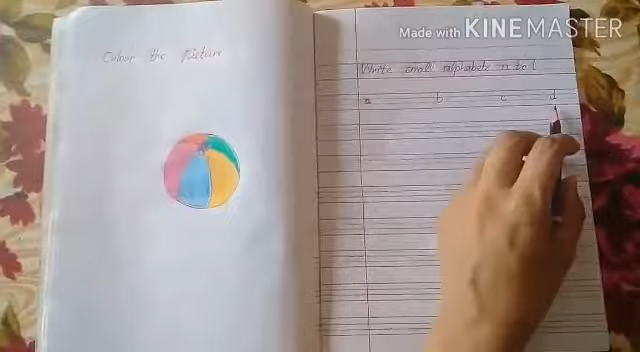 Made with KINEMASTER
Colour the Picture
Write small alphabets a to l
a b c d